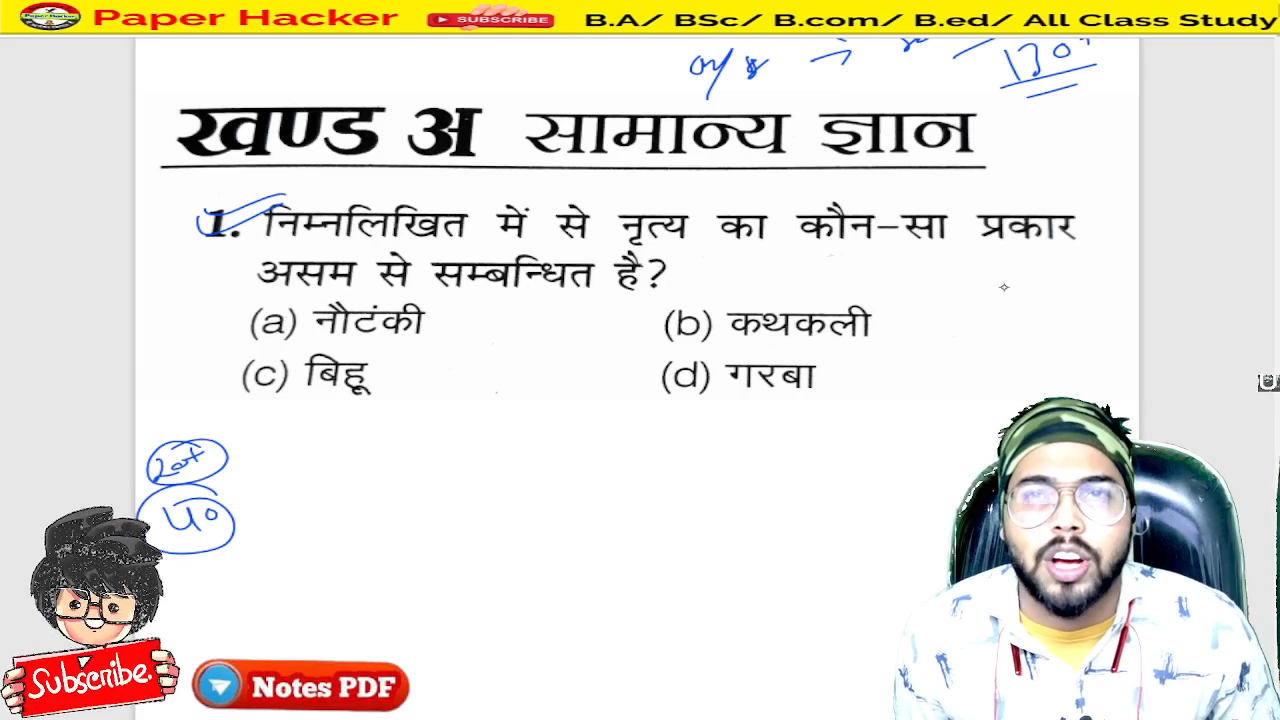 Paper Hacker SUBSCRIBE B.A/ BSc/ B.com/ B.ed/ All Class Study
130
खण्ड अ सामान्य ज्ञान
1. निम्नलिखित में से नृत्य का कौन-सा प्रकार
असम से सम्बन्धित है?
(a) नौटंकी (b) कथकली
(c) बिहू (d) गरबा
40
Subscribe.
Notes PDF